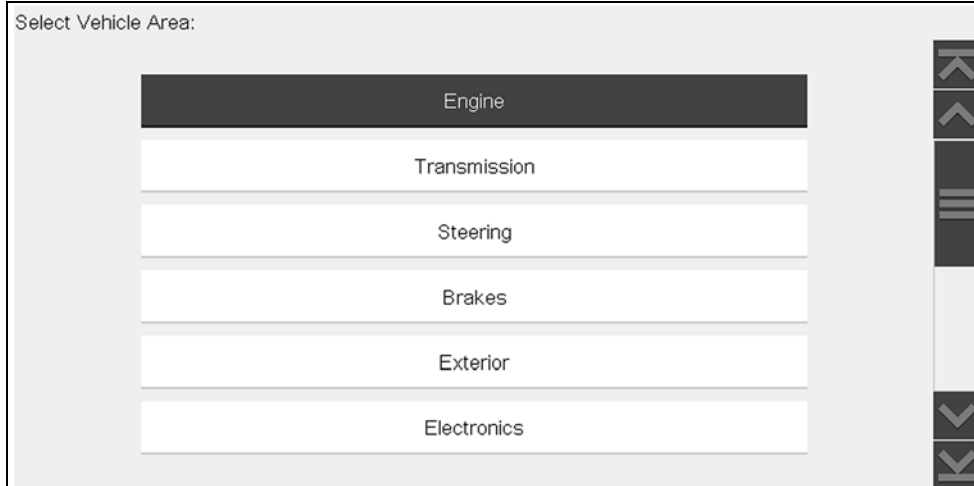 Select Vehicle Area:
Engine
Transmission
Steering
Brakes
Exterior
Electronics